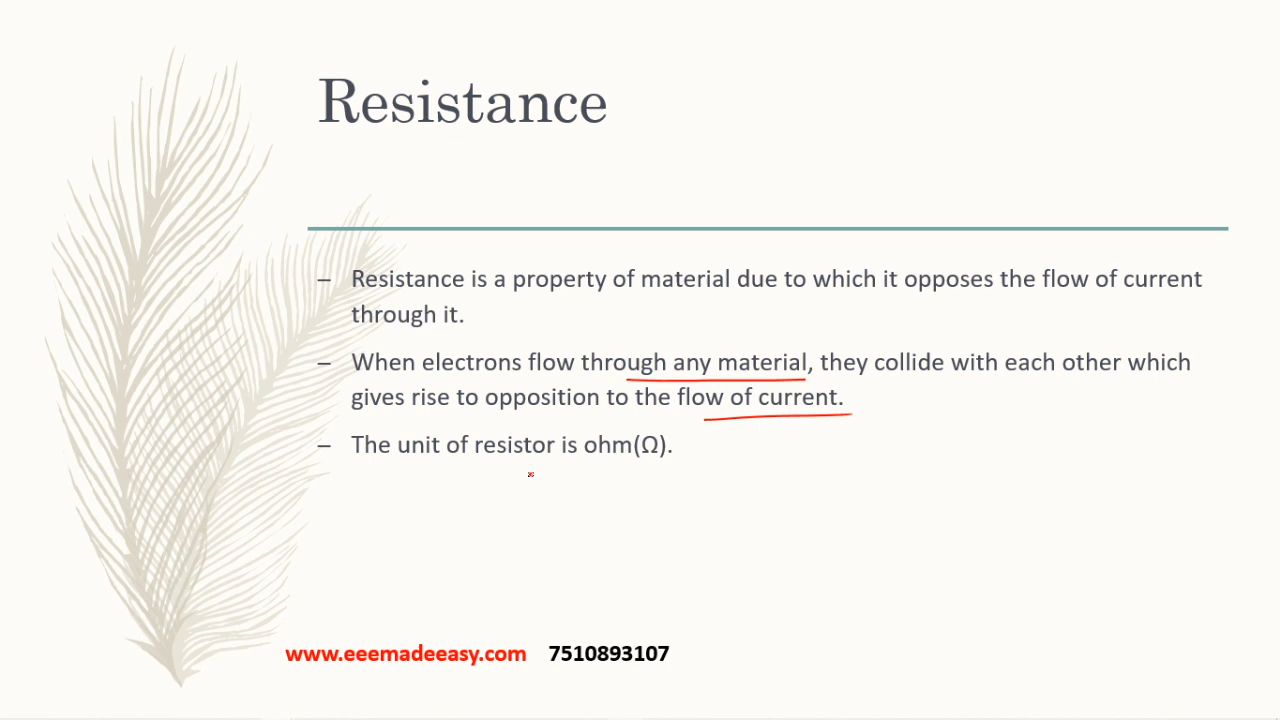 Resistance
– Resistance is a property of material due to which it opposes the flow of current
through it.
– When electrons flow through any material, they collide with each other which
gives rise to opposition to the flow of current.
– The unit of resistor is ohm(Ω).
www.eeemadeeasy.com 7510893107